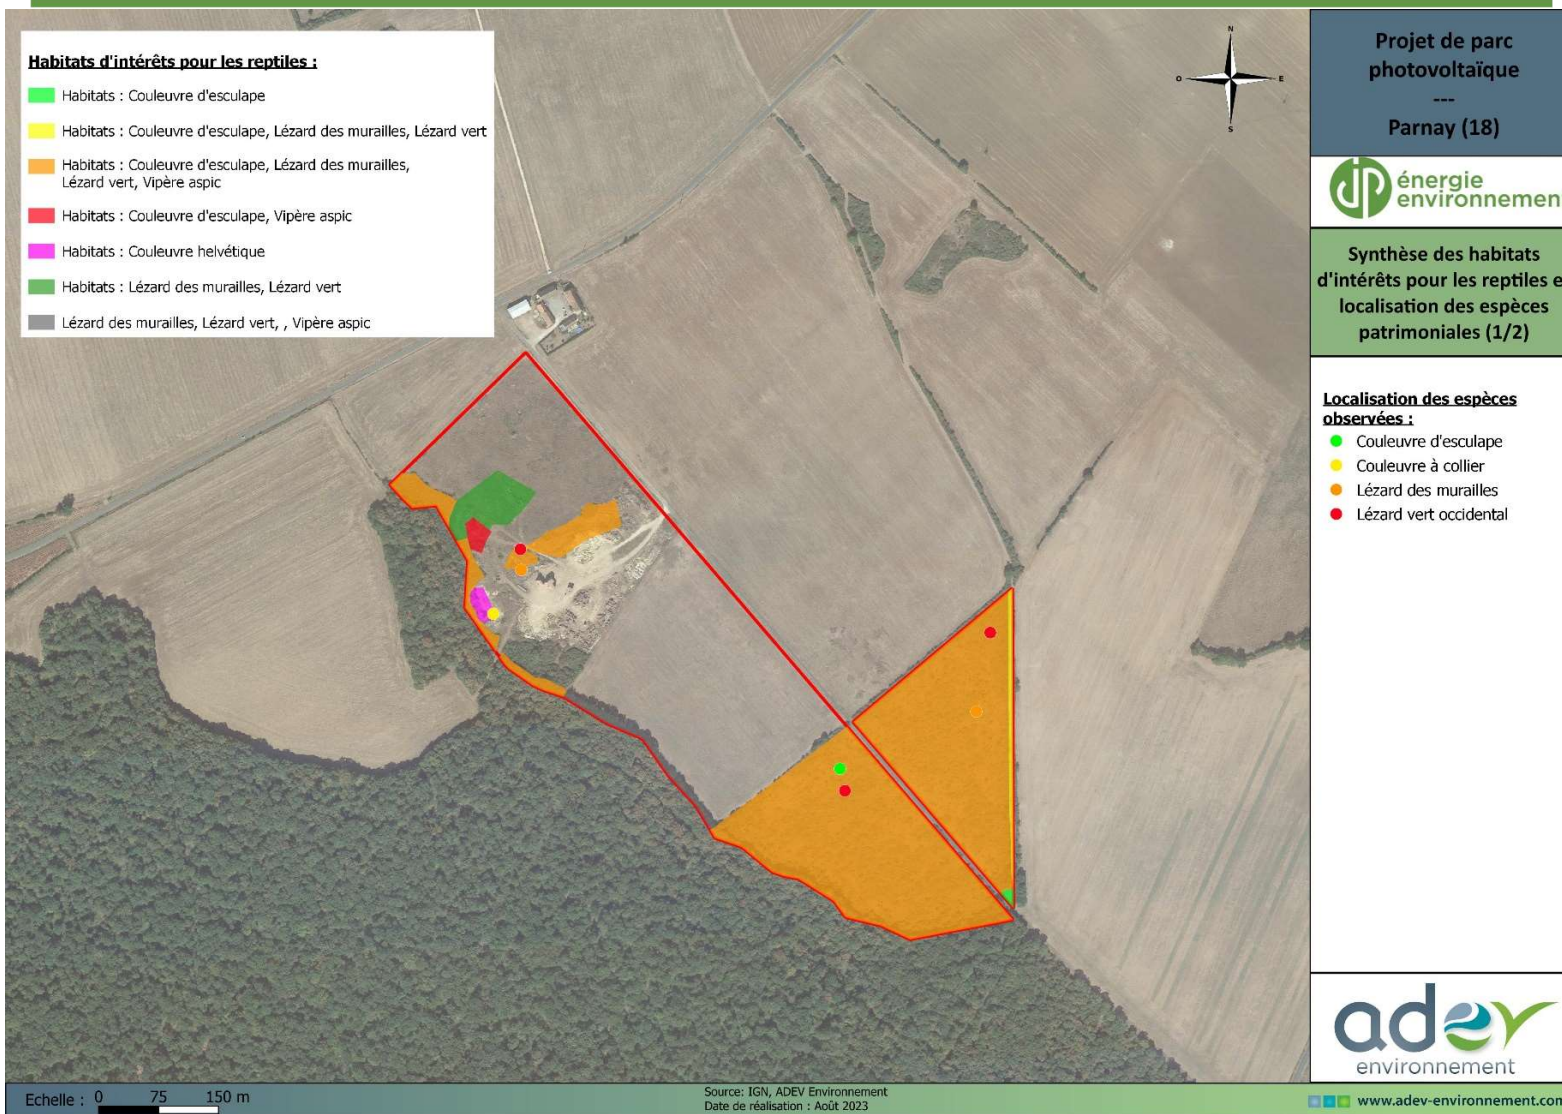 Habitats d'intérêts pour les reptiles :
Habitats : Couleuvre d'esculape
Habitats : Couleuvre d'esculape, Lézard des murailles, Lézard vert
Habitats : Couleuvre d'esculape, Lézard des murailles,
Lézard vert, Vipère aspic
Habitats : Couleuvre d'esculape, Vipère aspic
Habitats : Couleuvre helvétique
Habitats : Lézard des murailles, Lézard vert
Lézard des murailles, Lézard vert, , Vipère aspic
N
O
E
S
Projet de parc
photovoltaïque
---
Parnay (18)
JP énergie
environnemen
Synthèse des habitats
d'intérêts pour les reptiles e
localisation des espèces
patrimoniales (1/2)
Localisation des espèces
observées :
Couleuvre d'esculape
Couleuvre à collier
Lézard des murailles
Lézard vert occidental
adev
environnement
Echelle : 0 75 150 m
Source: IGN, ADEV Environnement
Date de réalisation : Août 2023
www.adev-environnement.com